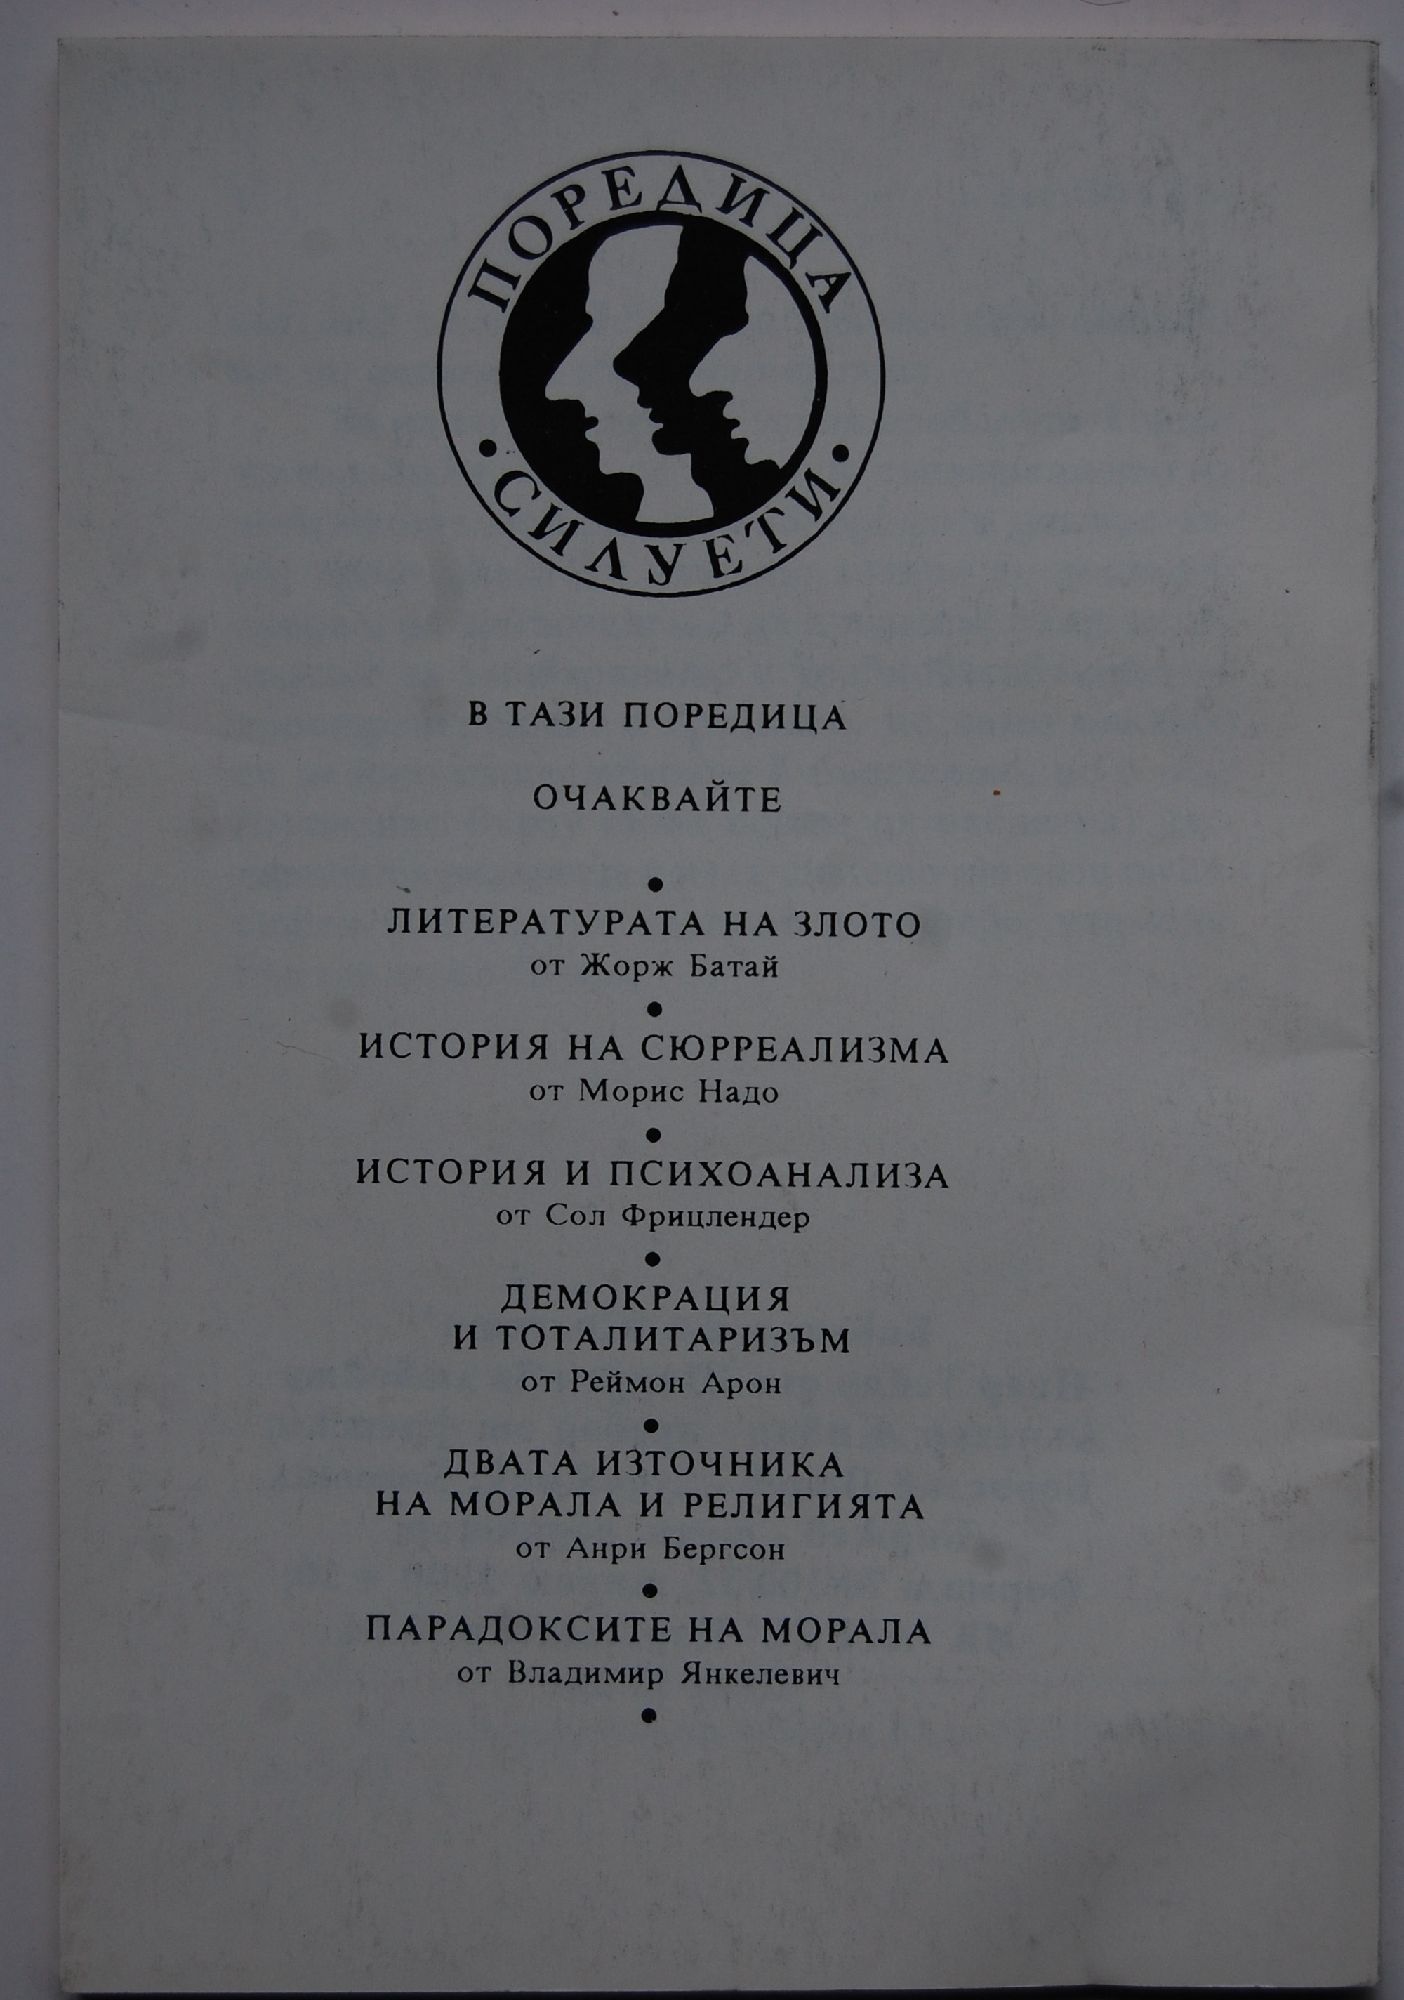 ПОРЕДИЦА
• СИЛУЕТИ •
В ТАЗИ ПОРЕДИЦА
ОЧАКВАЙТЕ
•
ЛИТЕРАТУРАТА НА ЗЛОТО
от Жорж Батай
•
ИСТОРИЯ НА СЮРРЕАЛИЗМА
от Морис Надо
•
ИСТОРИЯ И ПСИХОАНАЛИЗА
от Сол Фрицлендер
•
ДЕМОКРАЦИЯ
И ТОТАЛИТАРИЗЪМ
от Реймон Арон
•
ДВАТА ИЗТОЧНИКА
НА МОРАЛА И РЕЛИГИЯТА
от Анри Бергсон
•
ПАРАДОКСИТЕ НА МОРАЛА
от Владимир Янкелевич
•